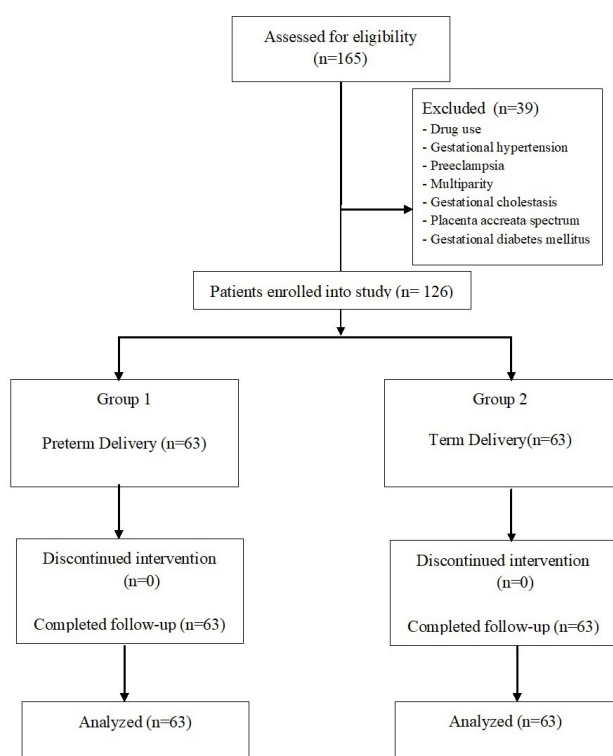 Assessed for eligibility
(n=165)
Excluded (n=39)
- Drug use
- Gestational hypertension
- Preeclampsia
- Multiparity
- Gestational cholestasis
- Placenta accreata spectrum
- Gestational diabetes mellitus
Patients enrolled into study (n= 126)
Group 1
Preterm Delivery (n=63)
Group 2
Term Delivery(n=63)
Discontinued intervention
(n=0)
Completed follow-up (n=63)
Discontinued intervention
(n=0)
Completed follow-up (n=63)
Analyzed (n=63)
Analyzed (n=63)